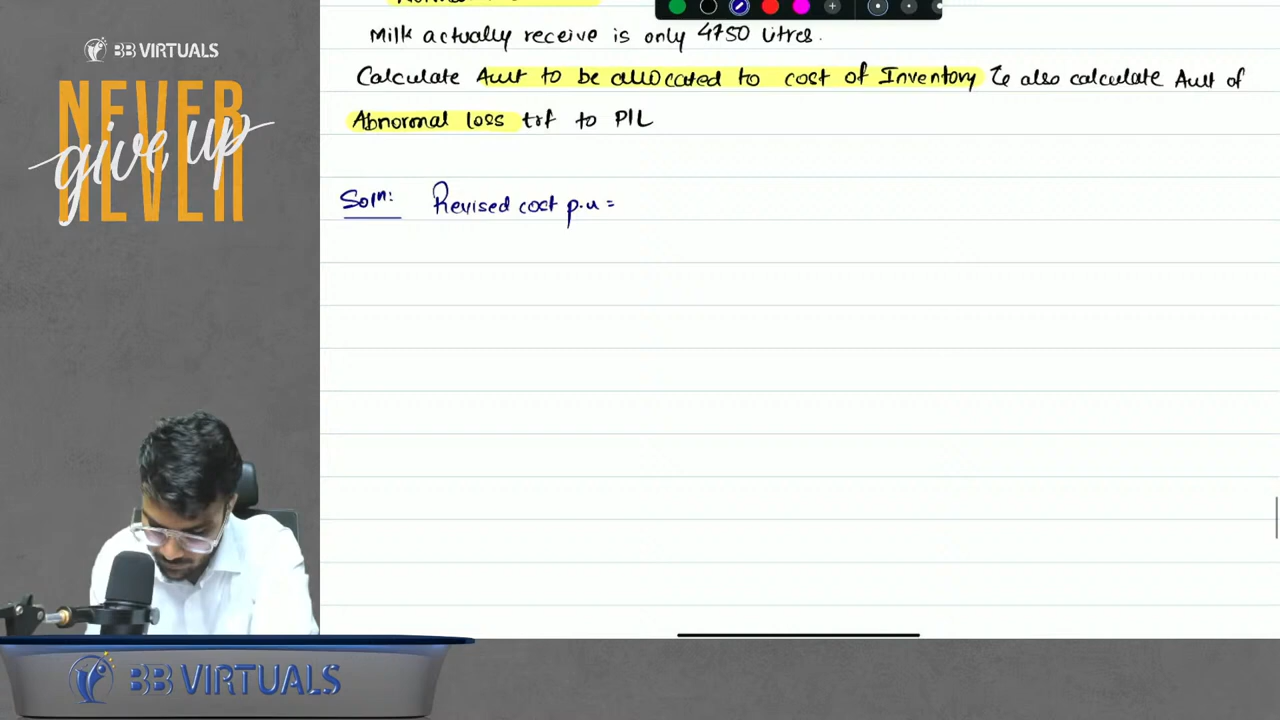 BB VIRTUALS
NEVER
give up
NEVER
Milk actually receive is only 4750 litres.
Calculate Amt to be allocated to cost of Inventory & also calculate Amt of
Abnormal loss trf to P/L
Soln: Revised cost p.u =
BB VIRTUALS